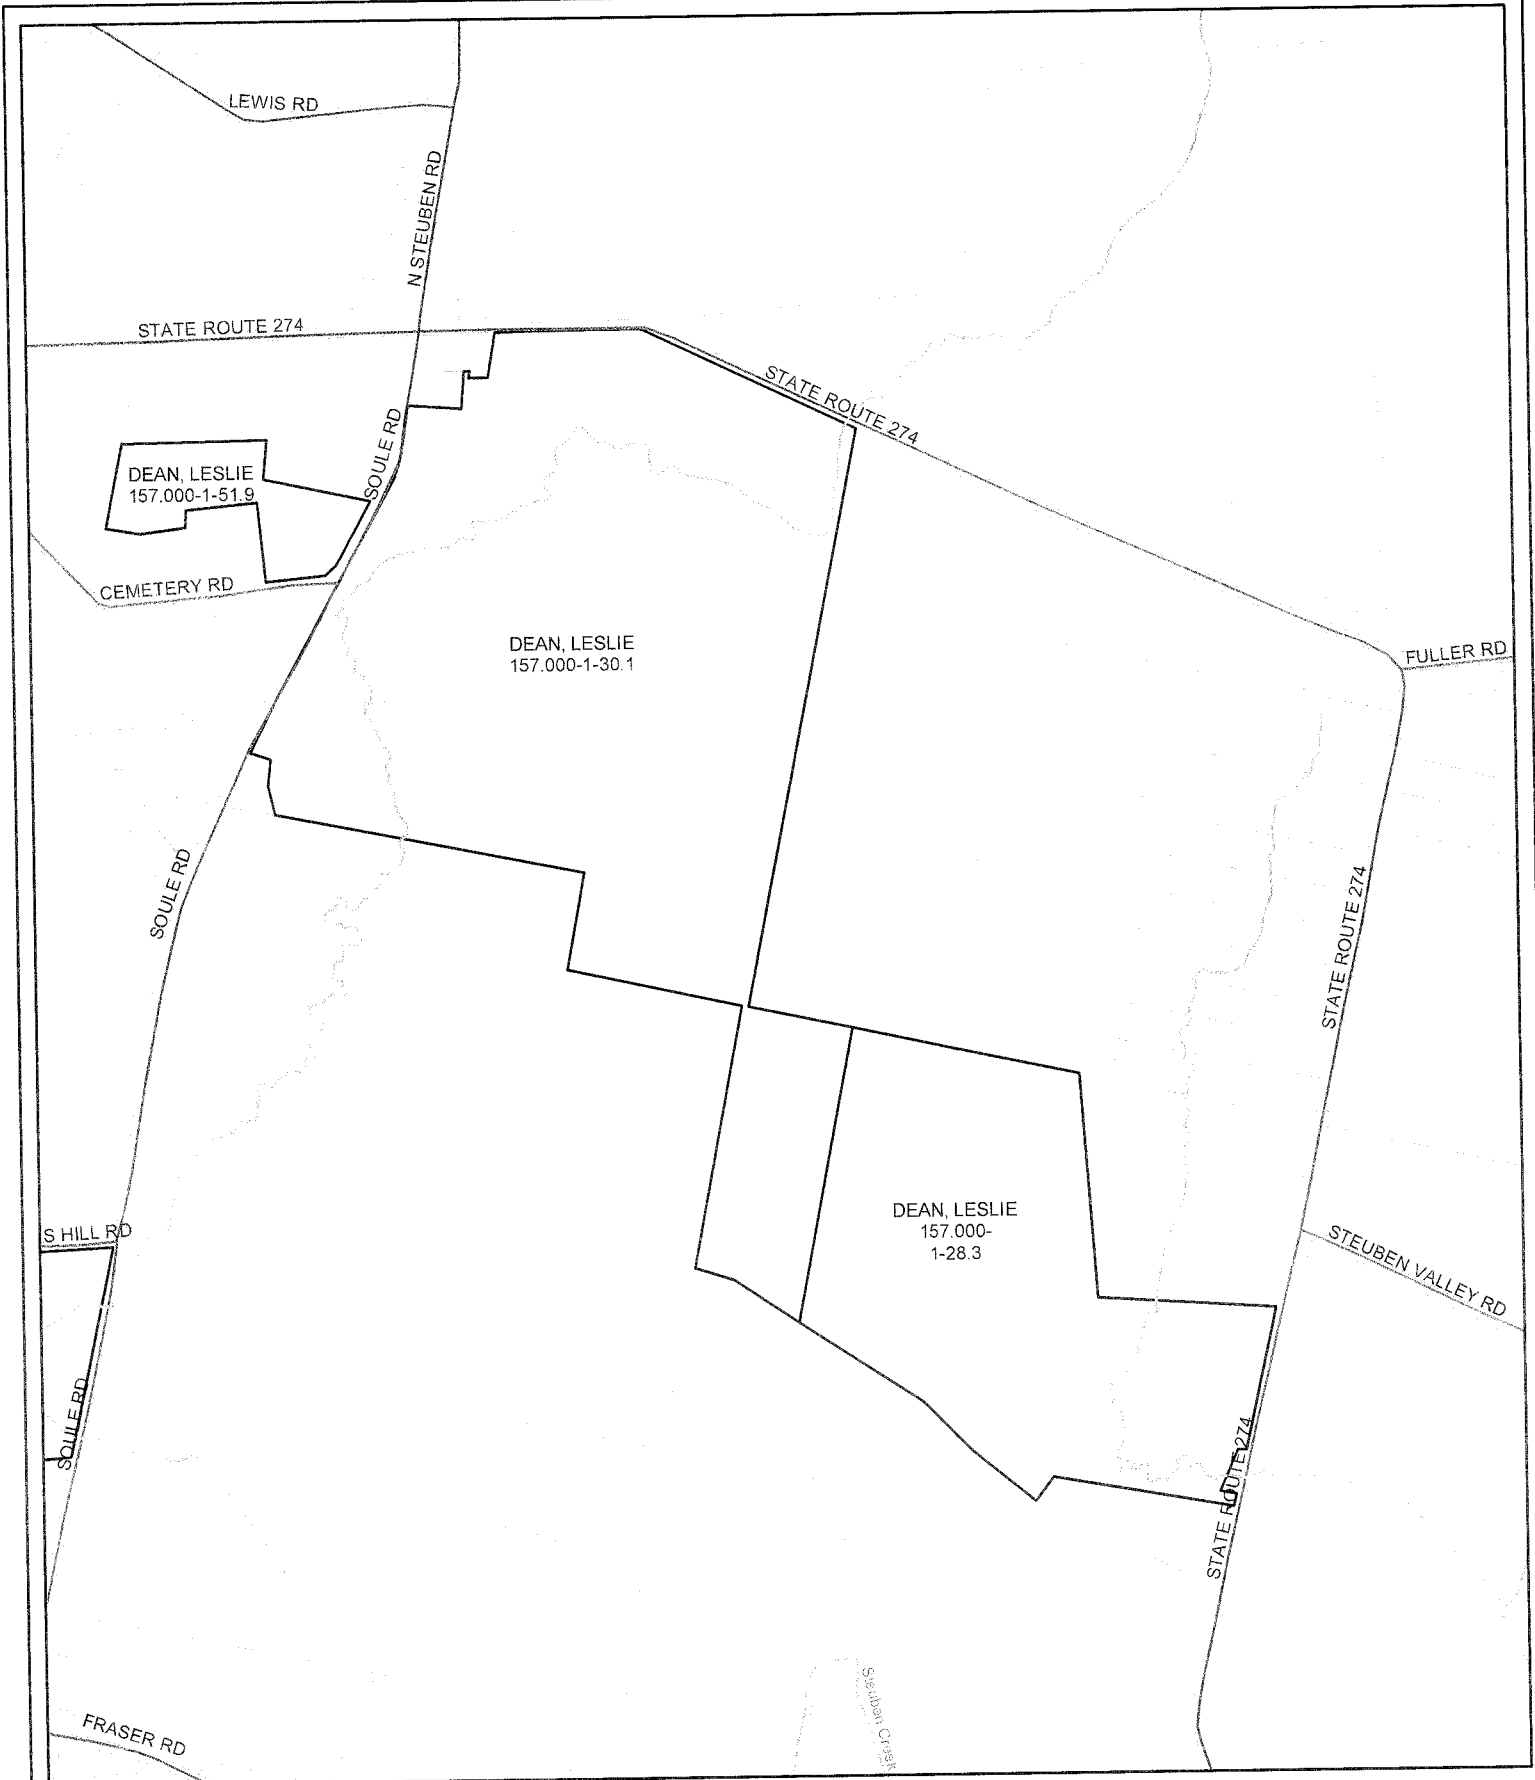 LEWIS RD
N STEUBEN RD
STATE ROUTE 274
STATE ROUTE 274
SOULE RD
DEAN, LESLIE
157.000-1-51.9
CEMETERY RD
DEAN, LESLIE
157.000-1-30.1
FULLER RD
SOULE RD
STATE ROUTE 274
DEAN, LESLIE
157.000-
1-28.3
S HILL RD
STEUBEN VALLEY RD
SOULE RD
STATE ROUTE 274
Steuben Creek
FRASER RD